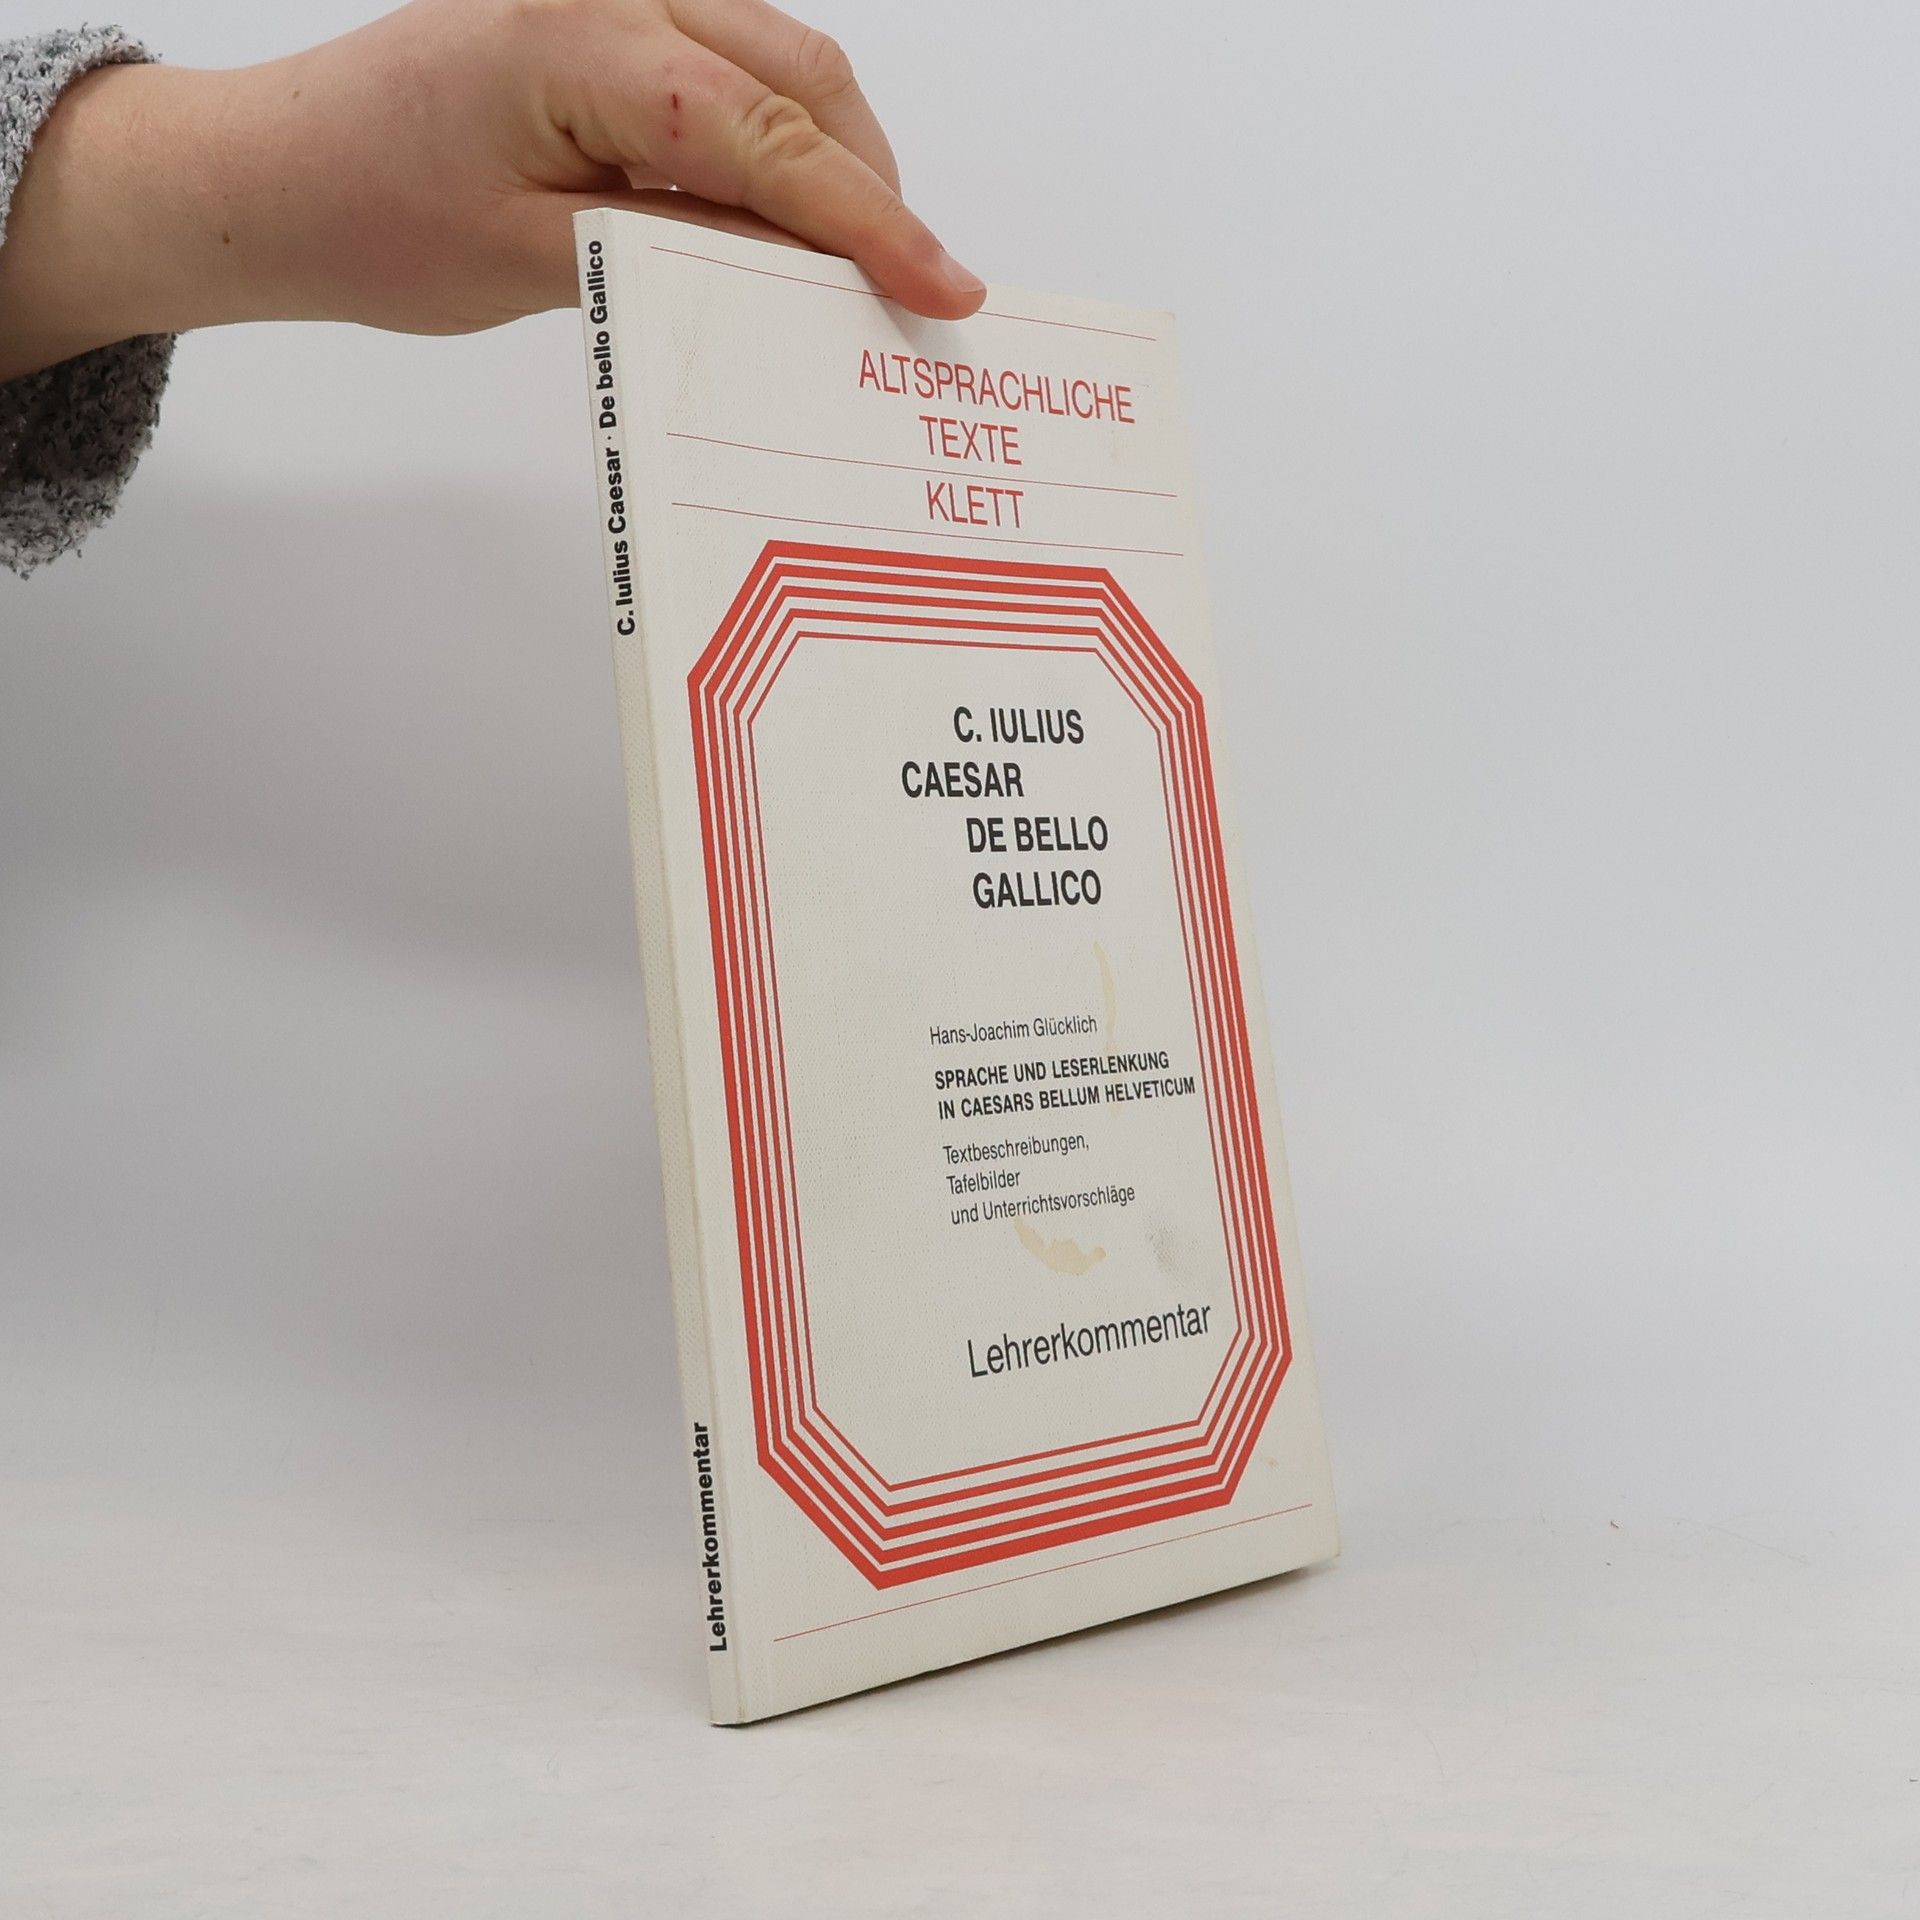 C. Iulius Caesar · De bello Gallico
Lehrerkommentar
ALTSPRACHLICHE
TEXTE
KLETT
C. IULIUS
CAESAR
DE BELLO
GALLICO
Hans-Joachim Glücklich
SPRACHE UND LESERLENKUNG
IN CAESARS BELLUM HELVETICUM
Textbeschreibungen,
Tafelbilder
und Unterrichtsvorschläge
Lehrerkommentar